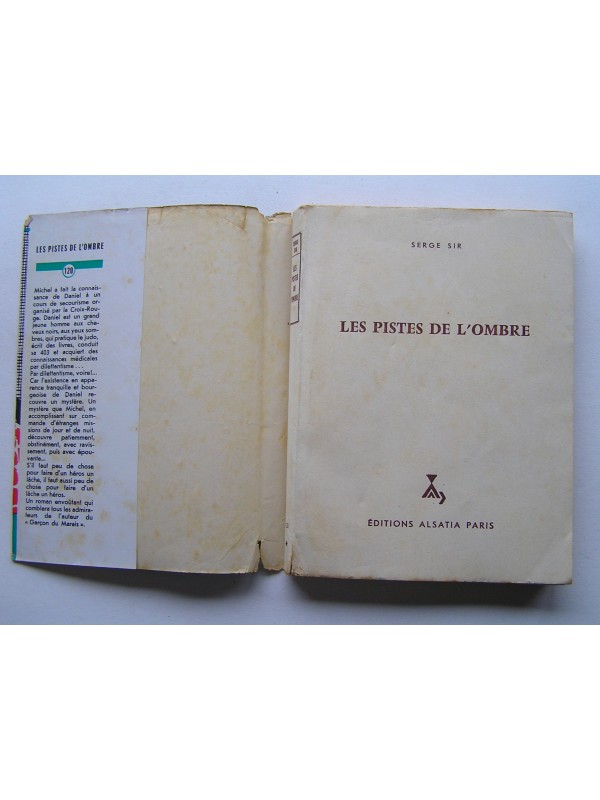 LES PISTES DE L'OMBRE
120
Michel a fait la connais-
sance de Daniel à un
cours de secourisme or-
ganisé par la Croix-Rou-
ge. Daniel est un grand
jeune homme aux che-
veux noirs, aux yeux som-
bres, qui pratique le judo,
écrit des livres, conduit
sa 403 et acquiert des
connaissances médicales
par dilettantisme...
Par dilettantisme, voire!...
Car l'existence en appa-
rence tranquille et bour-
geoise de Daniel re-
couvre un mystère. Un
mystère que Michel, en
accomplissant sur com-
mande d'étranges mis-
sions de jour et de nuit,
découvre patiemment,
obstinément, avec ravis-
sement, puis avec épou-
vante...
S'il faut peu de chose
pour faire d'un héros un
lâche, il faut aussi peu de
chose pour faire d'un
lâche un héros.
Un roman envoûtant qui
comblera tous les admira-
teurs de l'auteur du
« Garçon du Marais ».
SERGE SIR
LES PISTES DE L'OMBRE
SERGE SIR
LES PISTES DE L'OMBRE
ÉDITIONS ALSATIA PARIS